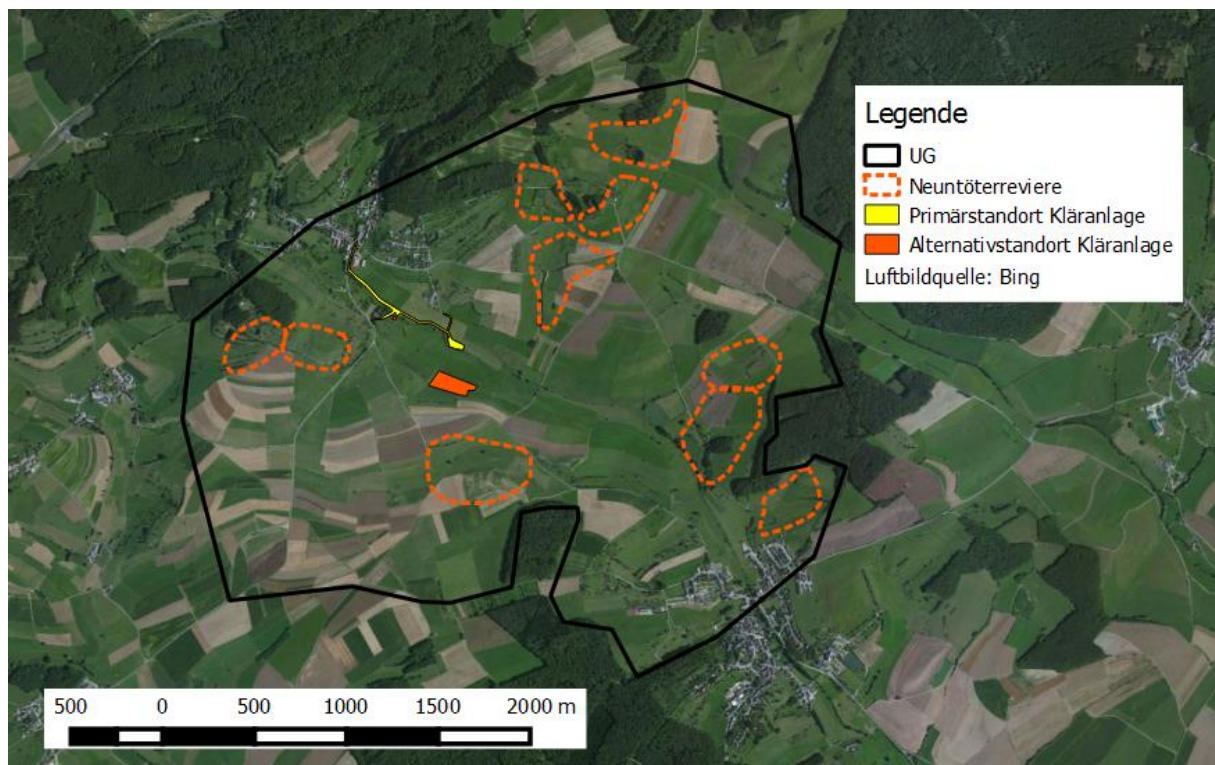 Legende
UG
Neuntöterreviere
Primärstandort Kläranlage
Alternativstandort Kläranlage
Luftbildquelle: Bing
500 0 500 1000 1500 2000 m